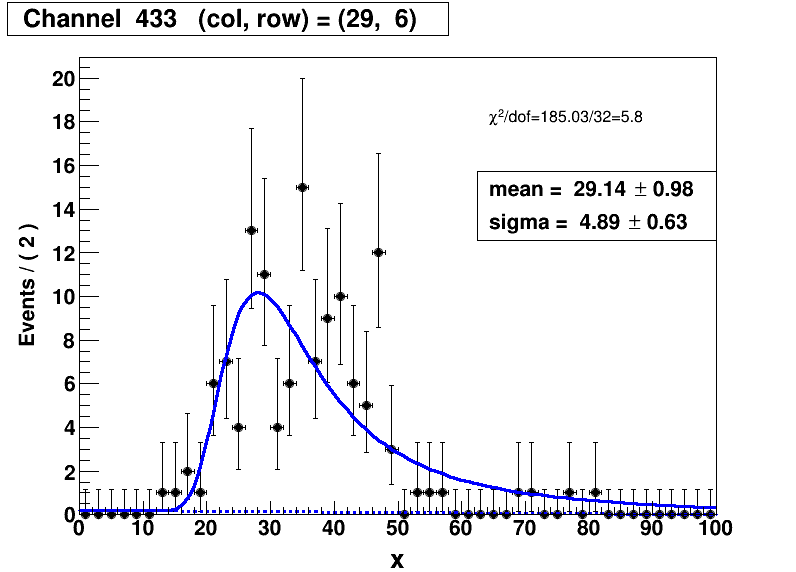 Channel 433 (col, row) = (29, 6)
χ²/dof=185.03/32=5.8
mean = 29.14 ± 0.98
sigma = 4.89 ± 0.63
Events / ( 2 )
20
18
16
14
12
10
8
6
4
2
0
0 10 20 30 40 50 60 70 80 90 100
x